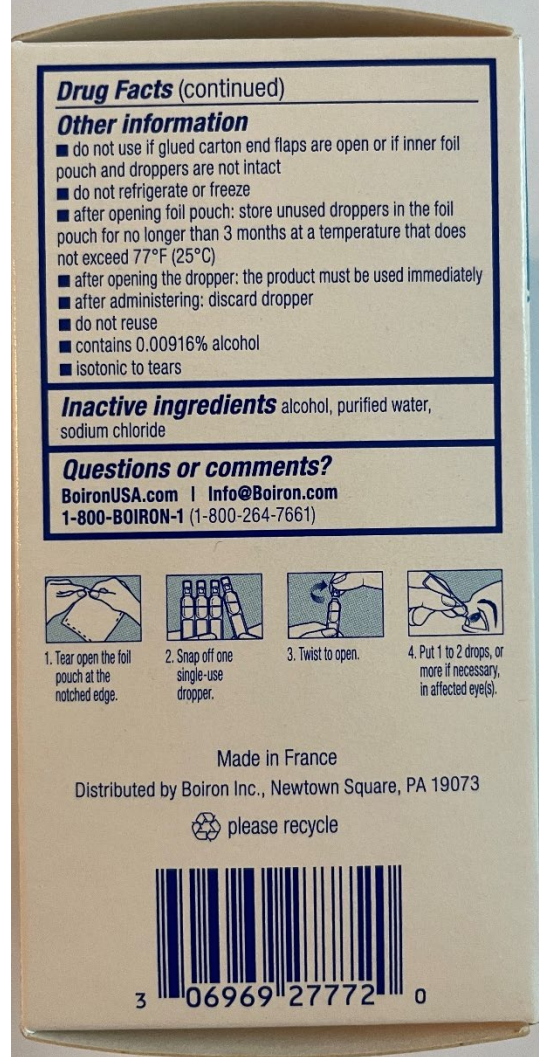 Drug Facts (continued)
Other information
■ do not use if glued carton end flaps are open or if inner foil
pouch and droppers are not intact
■ do not refrigerate or freeze
■ after opening foil pouch: store unused droppers in the foil
pouch for no longer than 3 months at a temperature that does
not exceed 77°F (25°C)
■ after opening the dropper: the product must be used immediately
■ after administering: discard dropper
■ do not reuse
■ contains 0.00916% alcohol
■ isotonic to tears
Inactive ingredients alcohol, purified water,
sodium chloride
Questions or comments?
BoironUSA.com | Info@Boiron.com
1-800-BOIRON-1 (1-800-264-7661)
1. Tear open the foil
pouch at the
notched edge.
2. Snap off one
single-use
dropper.
3. Twist to open.
4. Put 1 to 2 drops, or
more if necessary,
in affected eye(s).
Made in France
Distributed by Boiron Inc., Newtown Square, PA 19073
please recycle
3 06969 27772 0